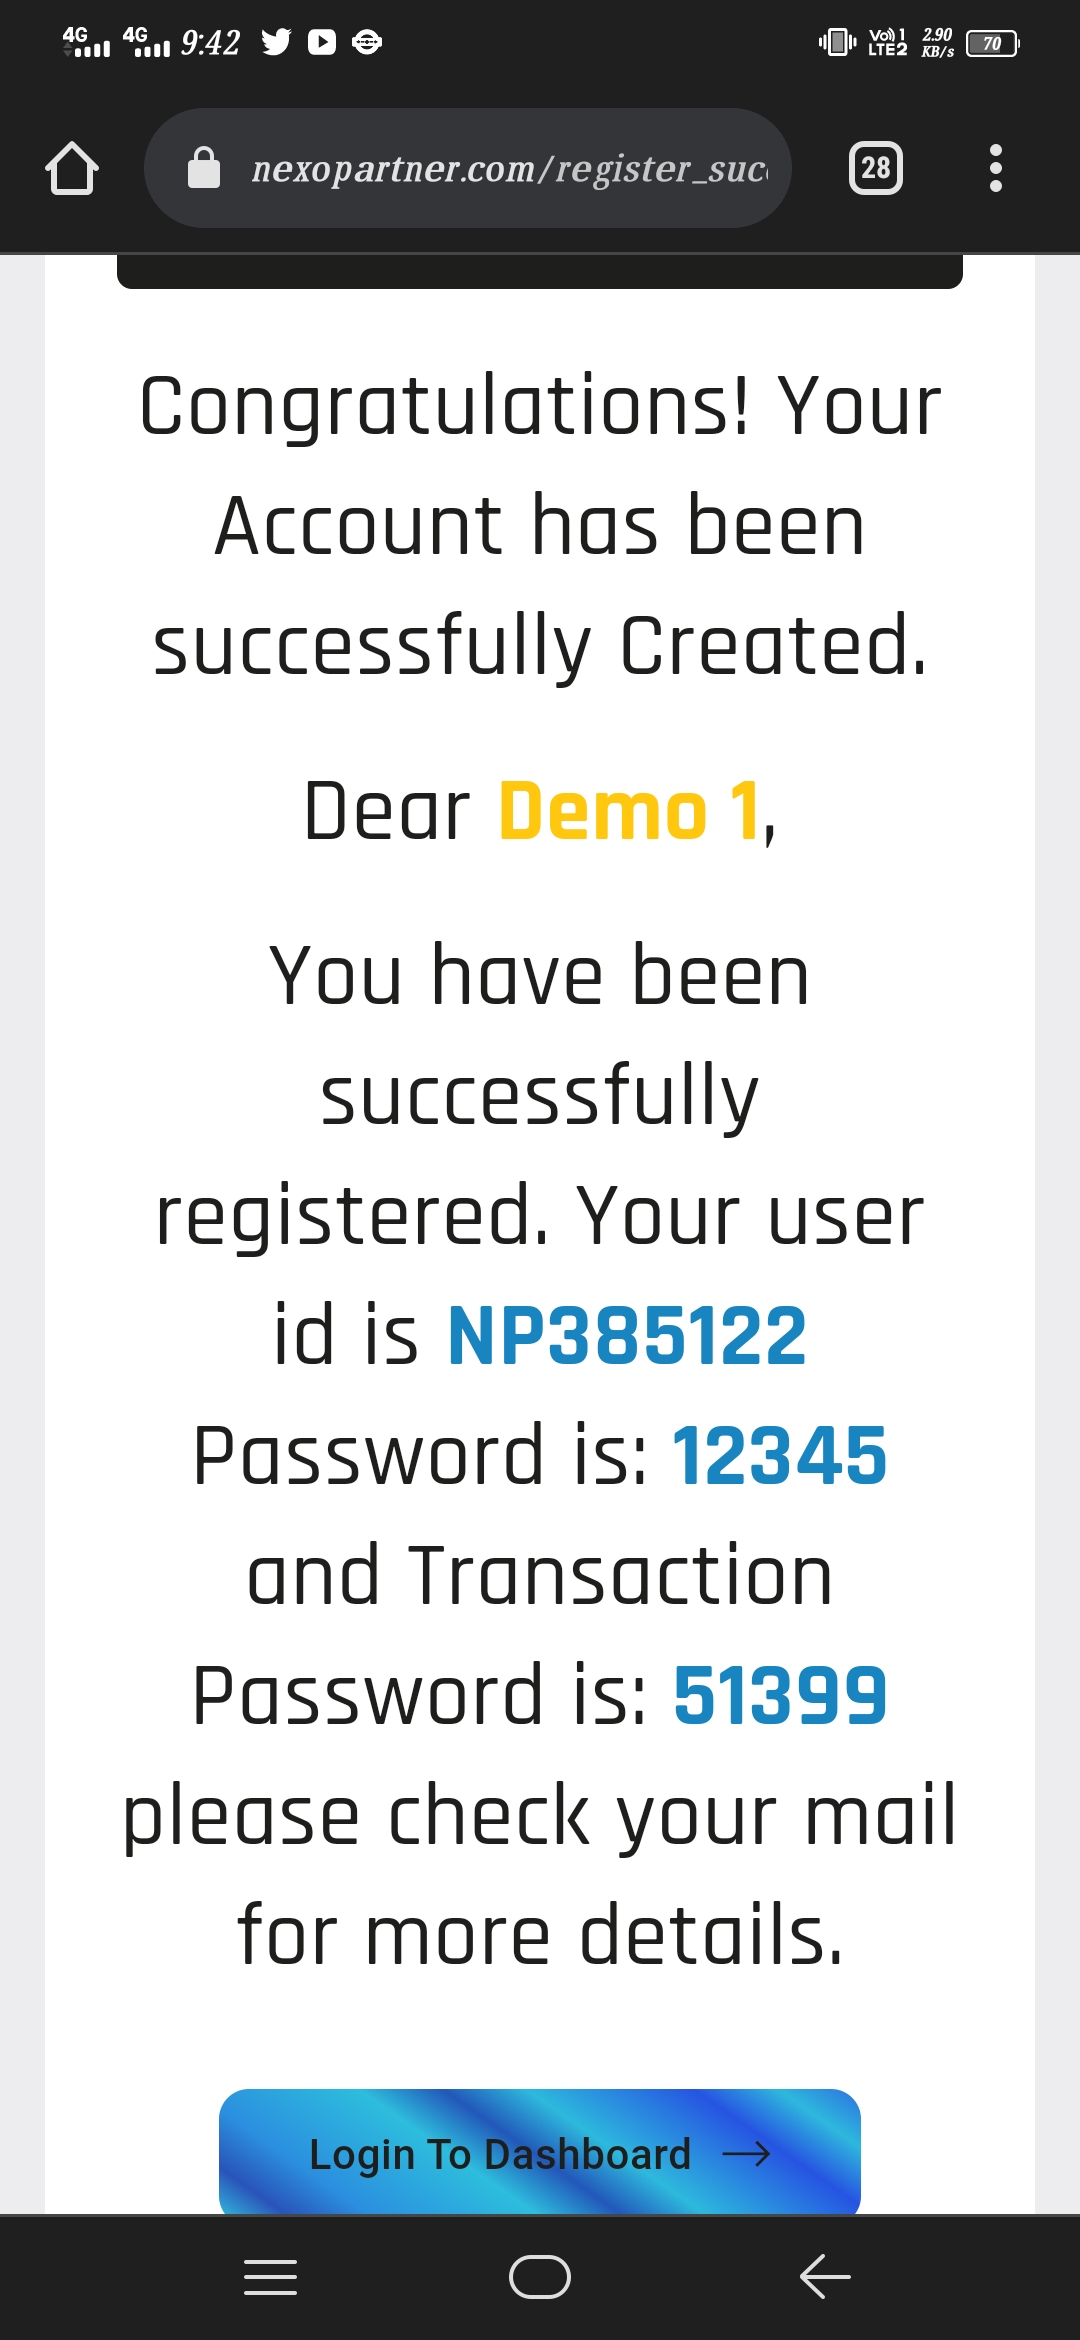 4G 4G 9:42 Vo) 1 LTE2 2.90 KB/s 70
nexopartner.com/register_suc 28
Congratulations! Your
Account has been
successfully Created.
Dear Demo 1,
You have been
successfully
registered. Your user
id is NP385122
Password is: 12345
and Transaction
Password is: 51399
please check your mail
for more details.
Login To Dashboard